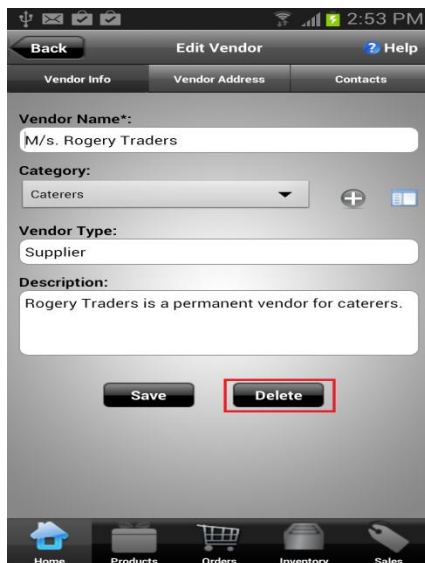 2:53 PM
Back Edit Vendor ? Help
Vendor Info Vendor Address Contacts
Vendor Name*:
M/s. Rogery Traders
Category:
Caterers
Vendor Type:
Supplier
Description:
Rogery Traders is a permanent vendor for caterers.
Save Delete
Home Products Orders Inventory Sales